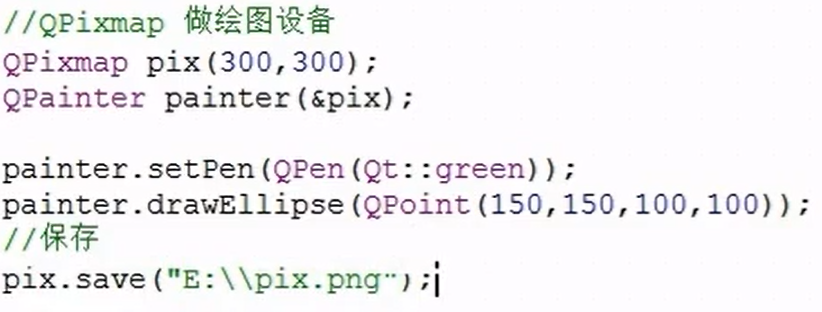 //QPixmap 做绘图设备
QPixmap pix(300,300);
QPainter painter(&pix);
painter.setPen(QPen(Qt::green));
painter.drawEllipse(QPoint(150,150,100,100));
//保存
pix.save("E:\\pix.png");